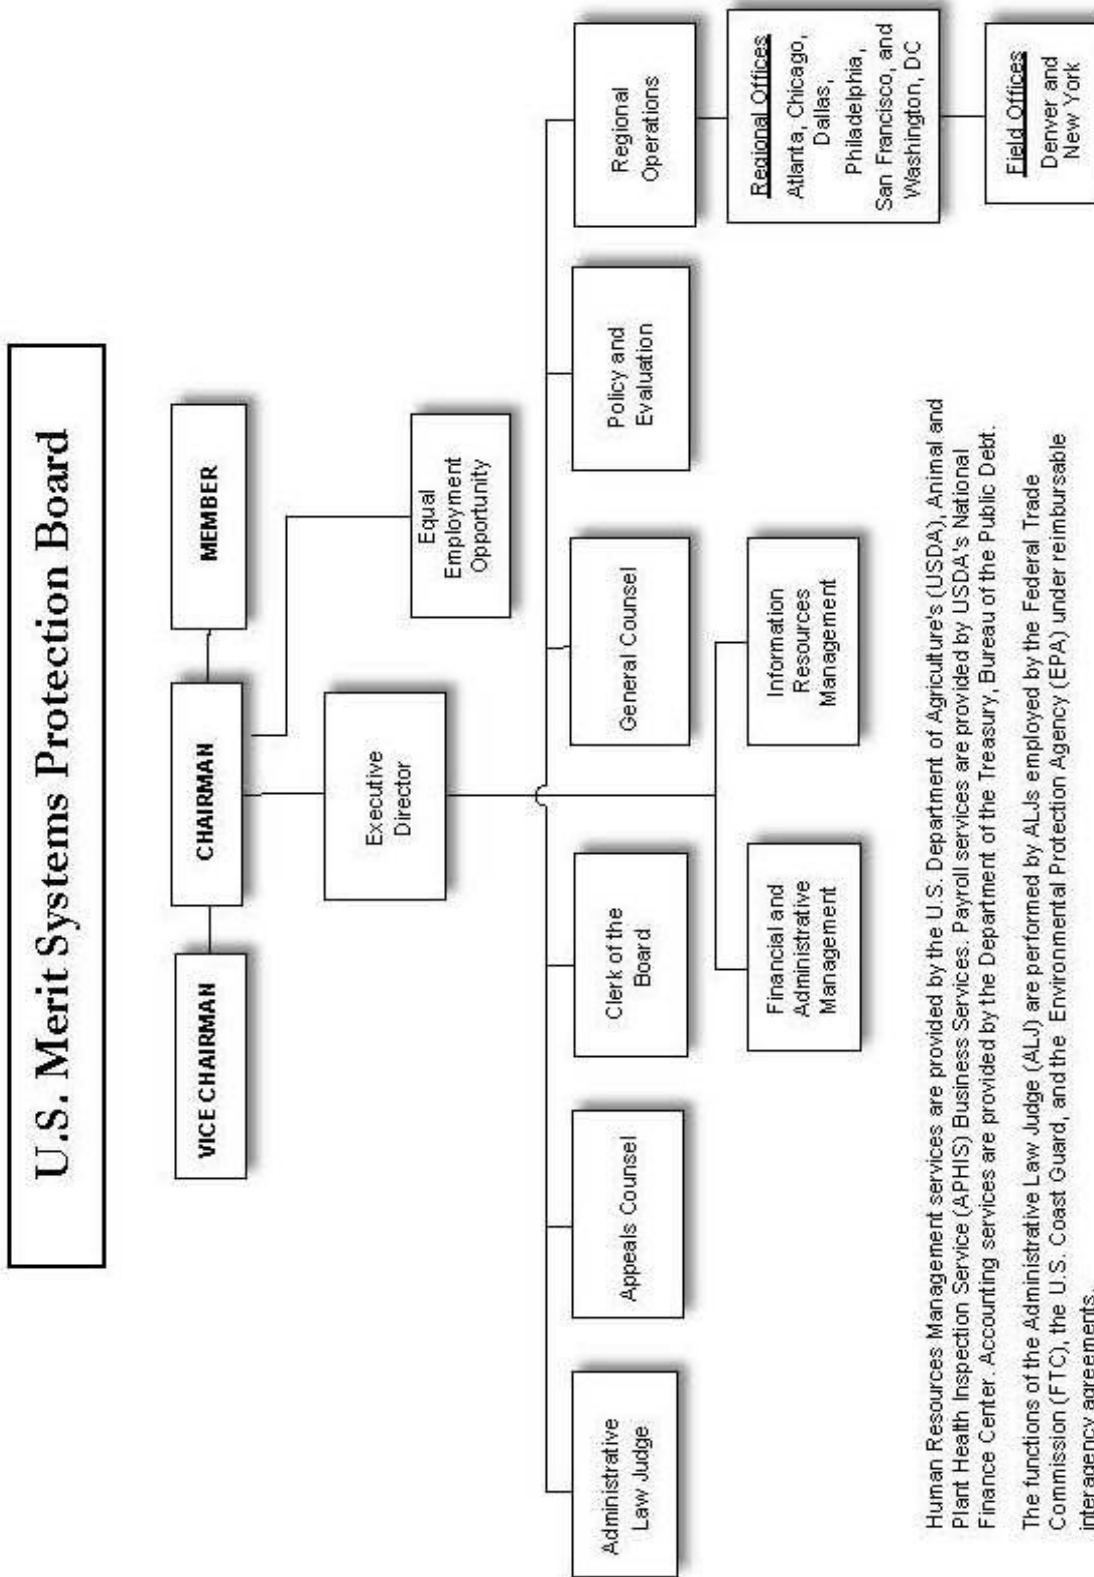 U.S. Merit Systems Protection Board
VICE CHAIRMAN
CHAIRMAN
MEMBER
Executive
Director
Equal
Employment
Opportunity
Administrative
Law Judge
Appeals Counsel
Clerk of the
Board
General Counsel
Policy and
Evaluation
Regional
Operations
Financial and
Administrative
Management
Information
Resources
Management
Regional Offices
Atlanta, Chicago,
Dallas,
Philadelphia,
San Francisco, and
Washington, DC
Field Offices
Denver and
New York
Human Resources Management services are provided by the U.S. Department of Agriculture's (USDA), Animal and
Plant Health Inspection Service (APHIS) Business Services. Payroll services are provided by USDA's National
Finance Center. Accounting services are provided by the Department of the Treasury, Bureau of the Public Debt.
The functions of the Administrative Law Judge (ALJ) are performed by ALJs employed by the Federal Trade
Commission (FTC), the U.S. Coast Guard, and the Environmental Protection Agency (EPA) under reimbursable
interagency agreements.